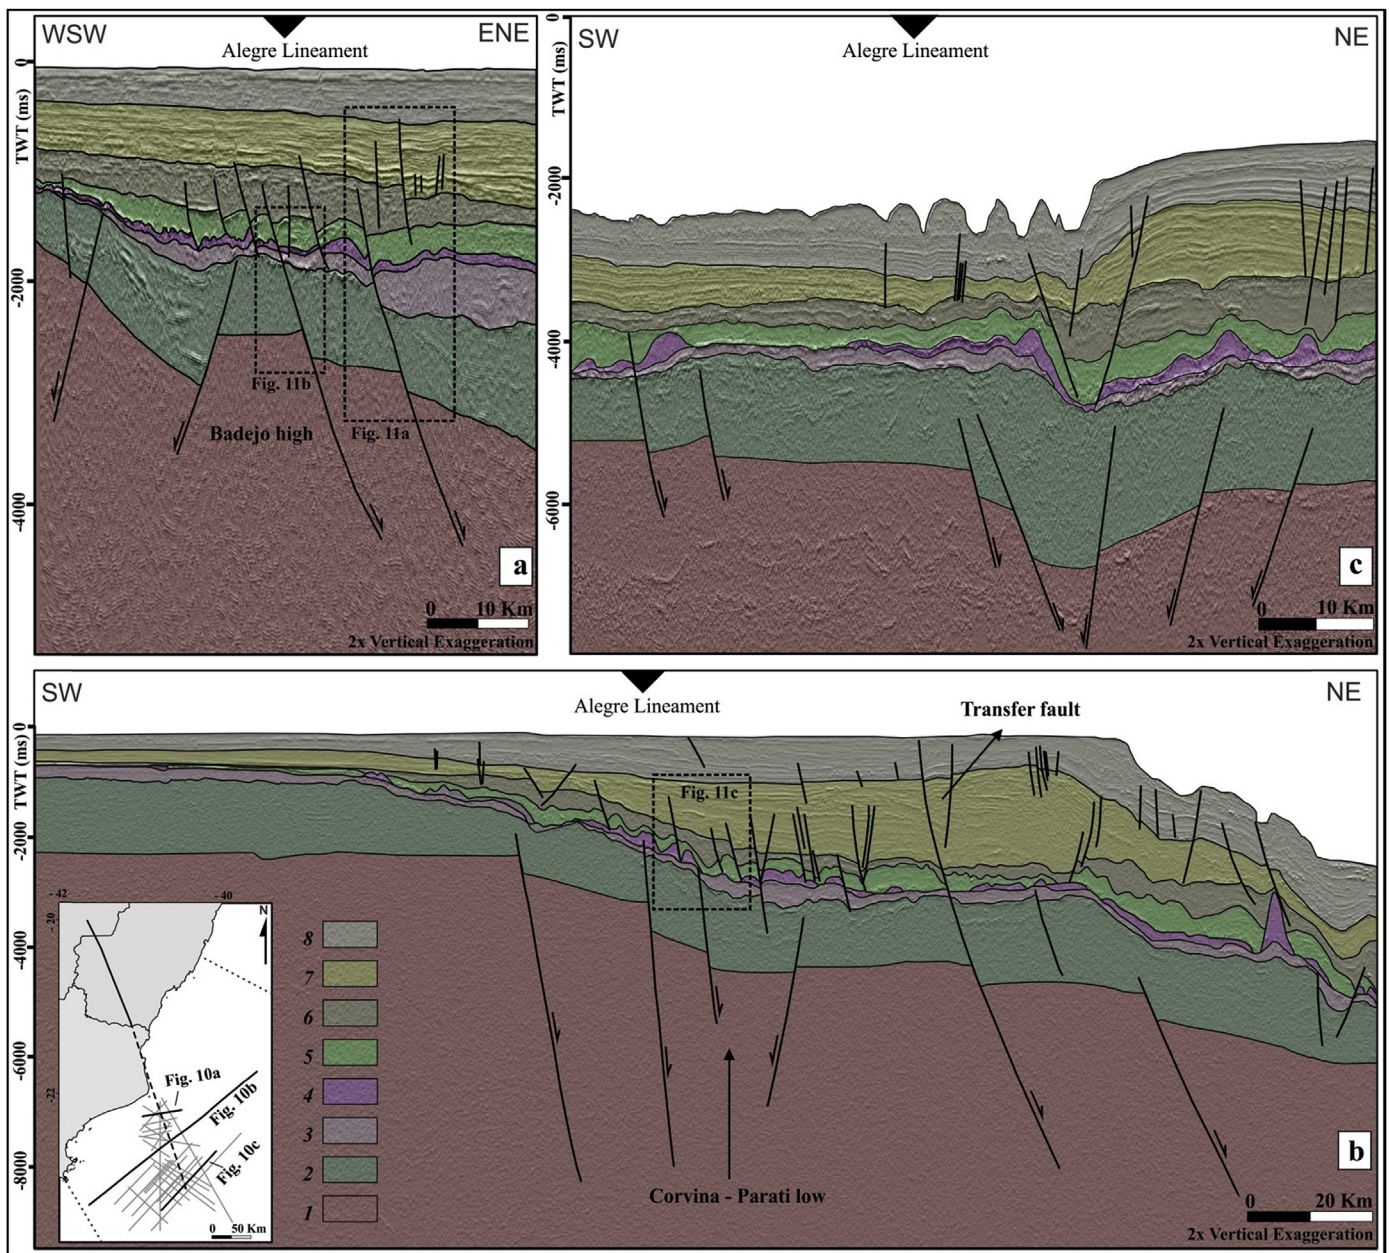 WSW
ENE
Alegre Lineament
TWT (ms)
0
-2000
-4000
Fig. 11b
Badejo high
Fig. 11a
a
0 10 Km
2x Vertical Exaggeration
SW
NE
Alegre Lineament
TWT (ms)
0
-2000
-4000
-6000
c
0 10 Km
2x Vertical Exaggeration
SW
NE
Alegre Lineament
Transfer fault
TWT (ms)
0
-2000
-4000
-6000
-8000
Fig. 11c
Corvina - Parati low
- 42
- 40
- 20
- 22
N
Fig. 10a
Fig. 10b
Fig. 10c
0 50 Km
8
7
6
5
4
3
2
1
b
0 20 Km
2x Vertical Exaggeration